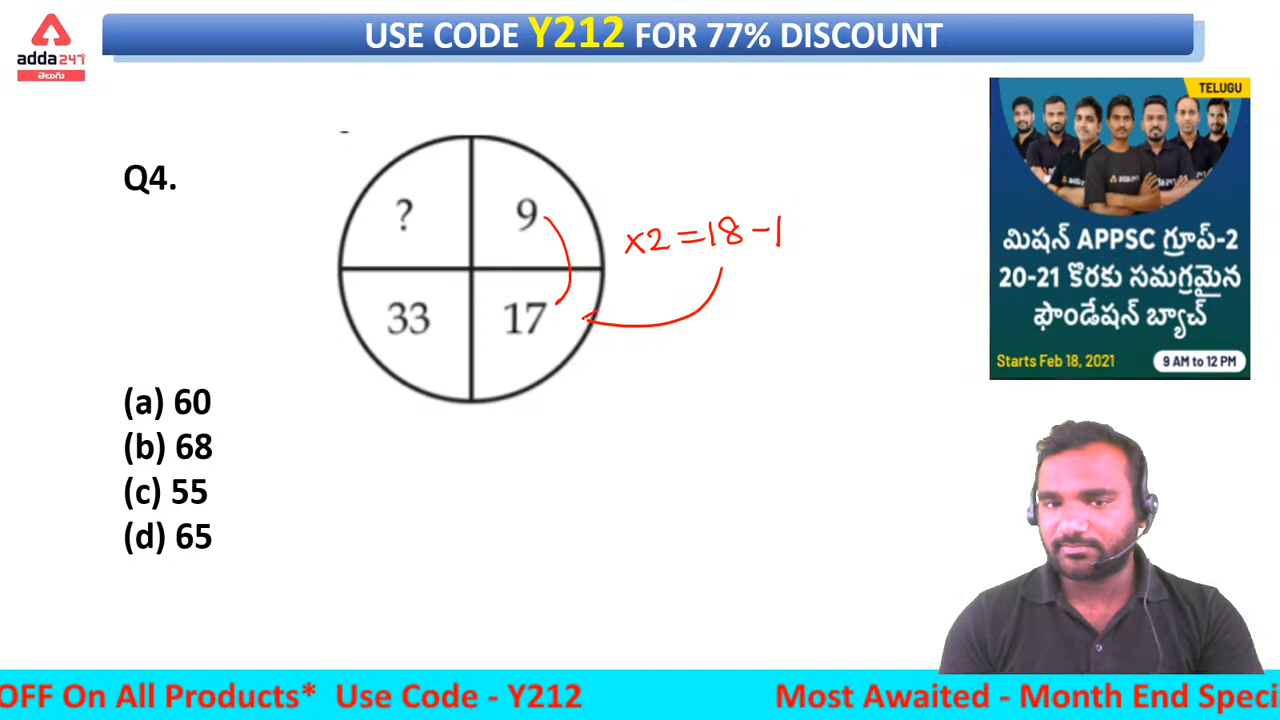 USE CODE Y212 FOR 77% DISCOUNT
adda247
తెలుగు
TELUGU
Q4.
?
9
×2=18-1
33
17
మిషన్ APPSC గ్రూప్-2
20-21 కొరకు సమగ్రమైన
ఫౌండేషన్ బ్యాచ్
Starts Feb 18, 2021
9 AM to 12 PM
(a) 60
(b) 68
(c) 55
(d) 65
OFF On All Products* Use Code - Y212
Most Awaited - Month End Speci